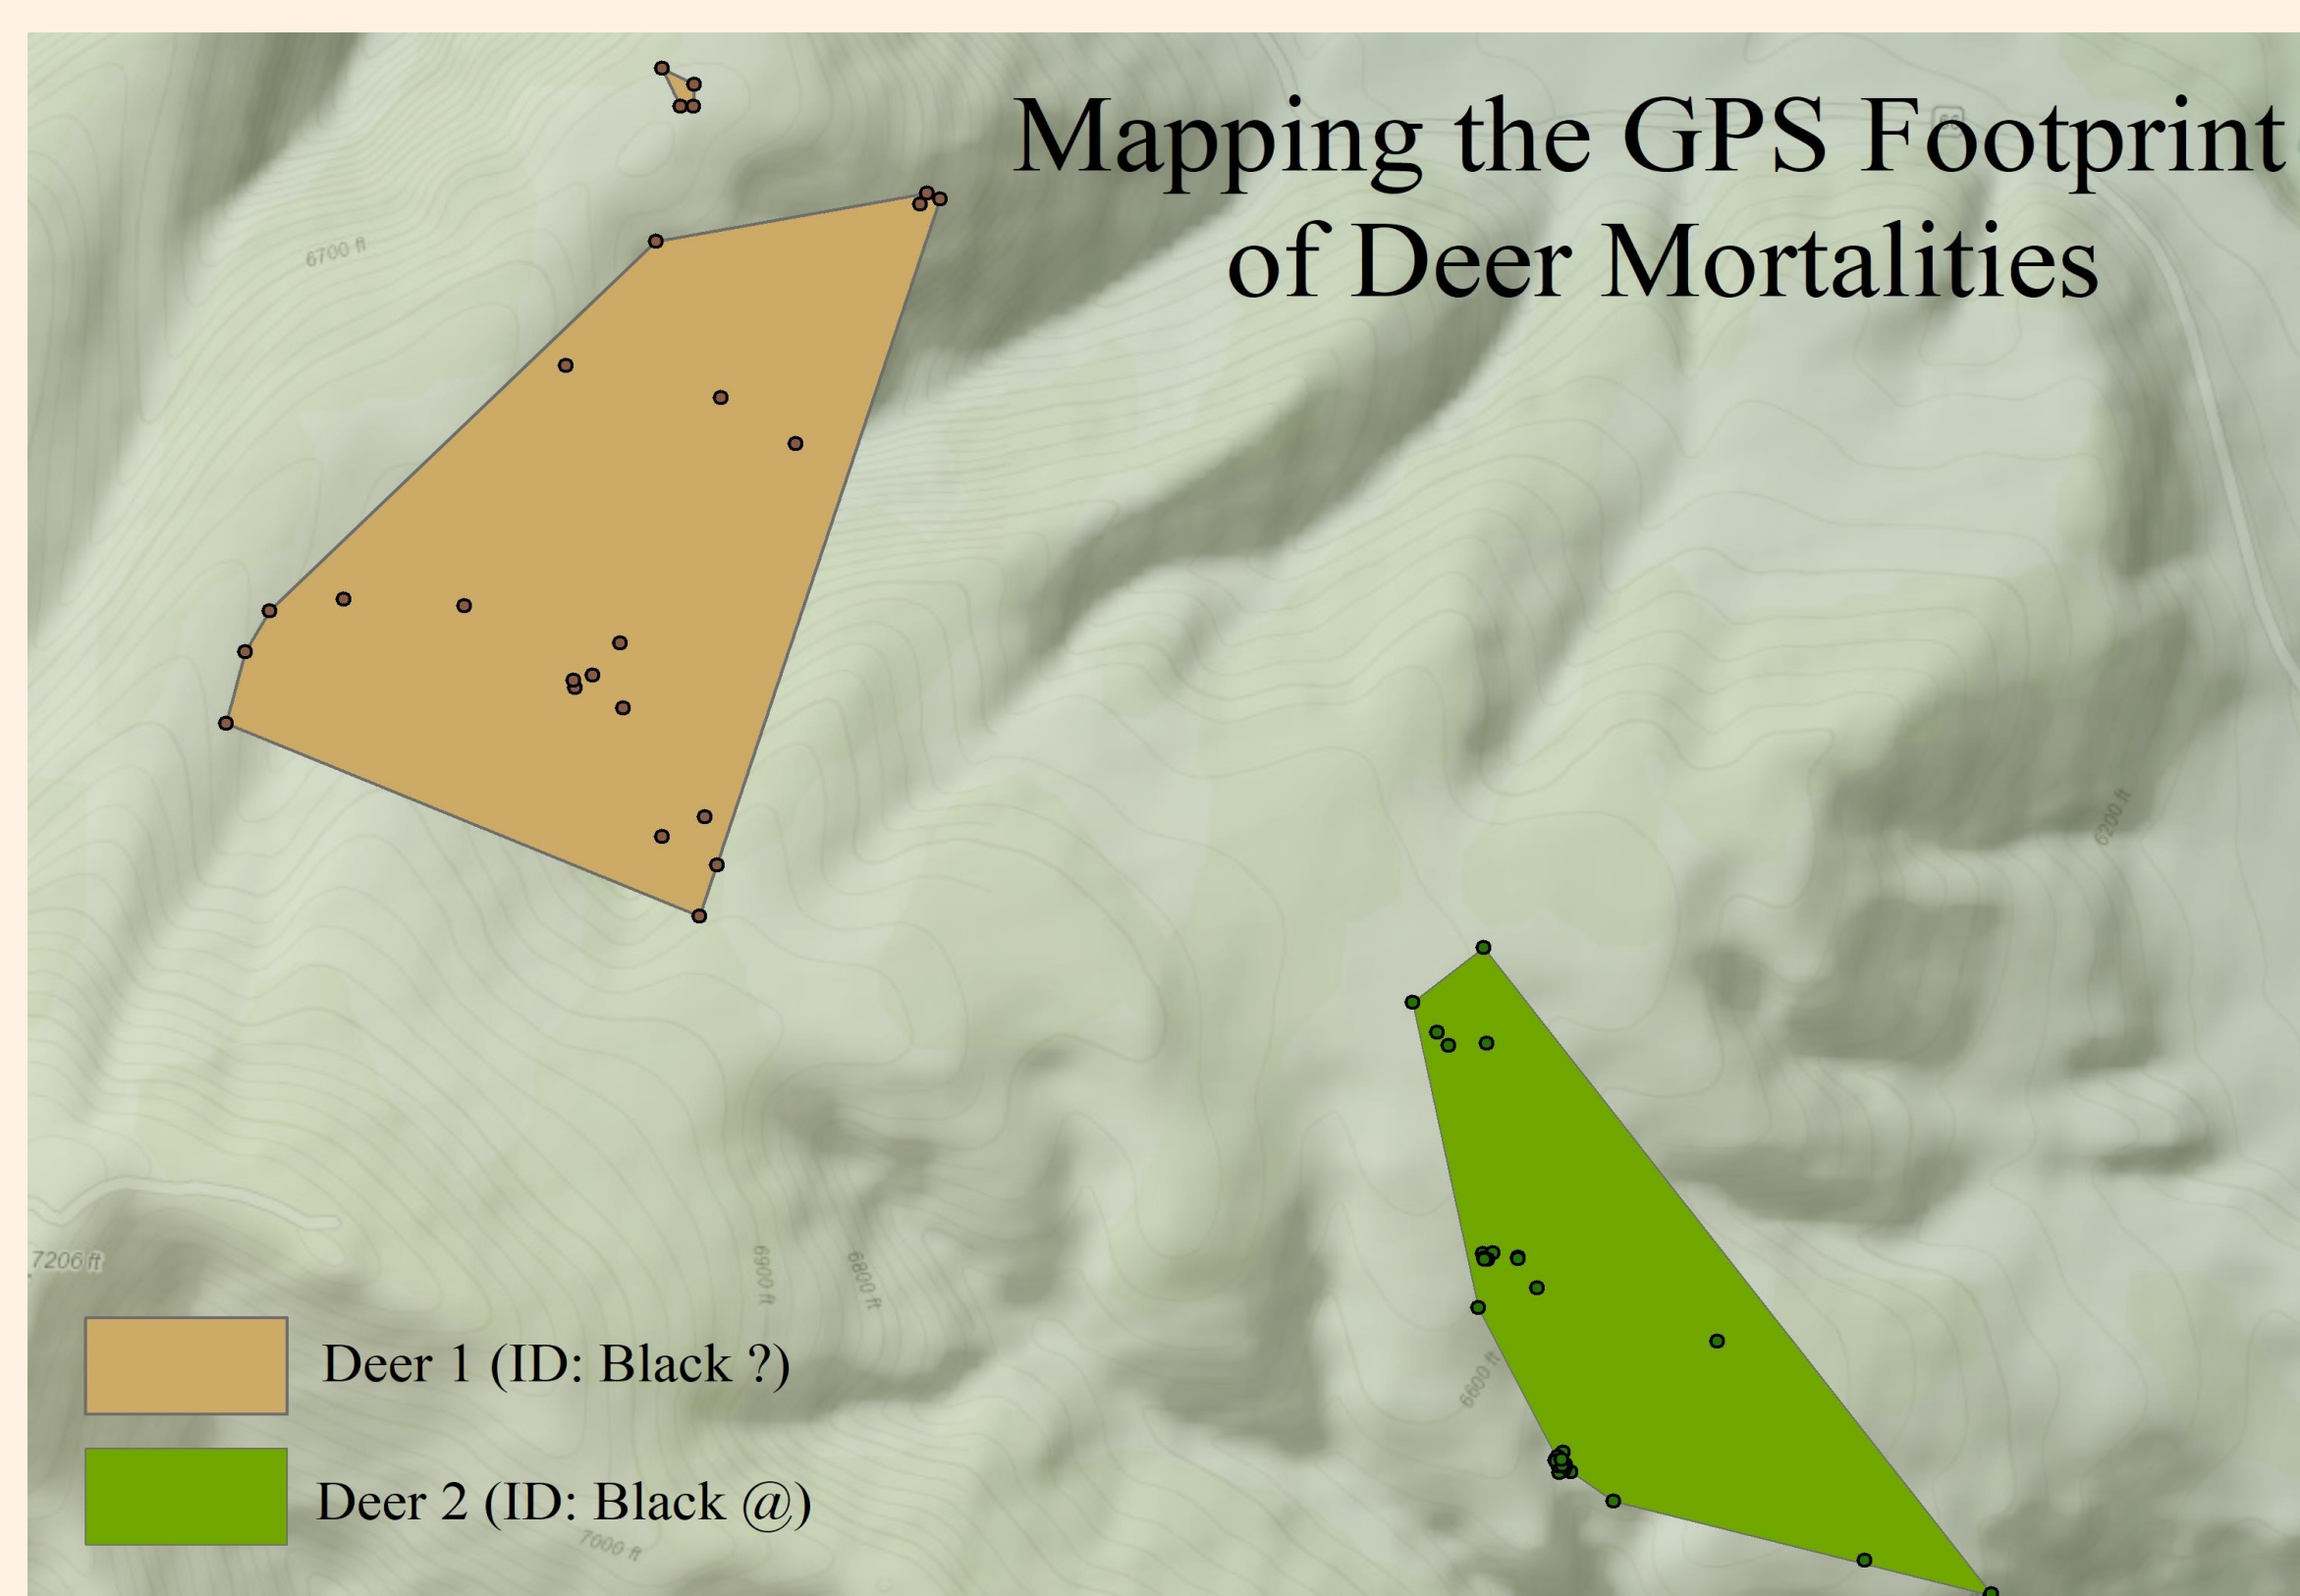 Mapping the GPS Footprint
of Deer Mortalities
66
6700 ft
6200 ft
7206 ft
6900 ft
6800 ft
6600 ft
Deer 1 (ID: Black ?)
Deer 2 (ID: Black @)
7000 ft